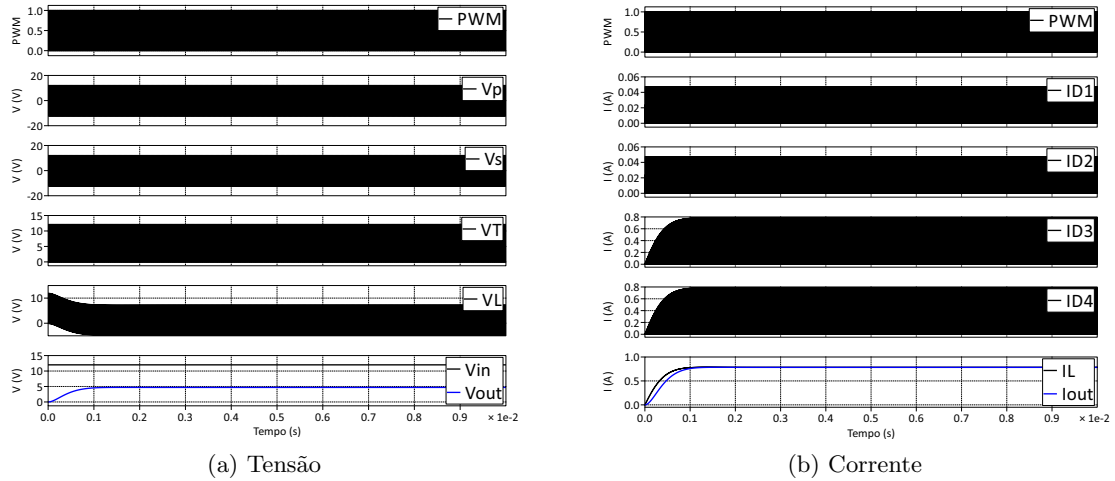 PWM
1.0
0.5
0.0
PWM
V (V)
20
0
-20
Vp
V (V)
20
0
-20
Vs
V (V)
15
10
5
0
VT
V (V)
10
0
VL
V (V)
15
10
5
0
Vin
Vout
0.0 0.1 0.2 0.3 0.4 0.5 0.6 0.7 0.8 0.9 × 1e-2
Tempo (s)
(a) Tensão
PWM
1.0
0.5
0.0
PWM
I (A)
0.06
0.04
0.02
0.00
ID1
I (A)
0.06
0.04
0.02
0.00
ID2
I (A)
0.8
0.6
0.4
0.2
0.0
ID3
I (A)
0.8
0.6
0.4
0.2
0.0
ID4
I (A)
1.0
0.5
0.0
IL
Iout
0.0 0.1 0.2 0.3 0.4 0.5 0.6 0.7 0.8 0.9 × 1e-2
Tempo (s)
(b) Corrente